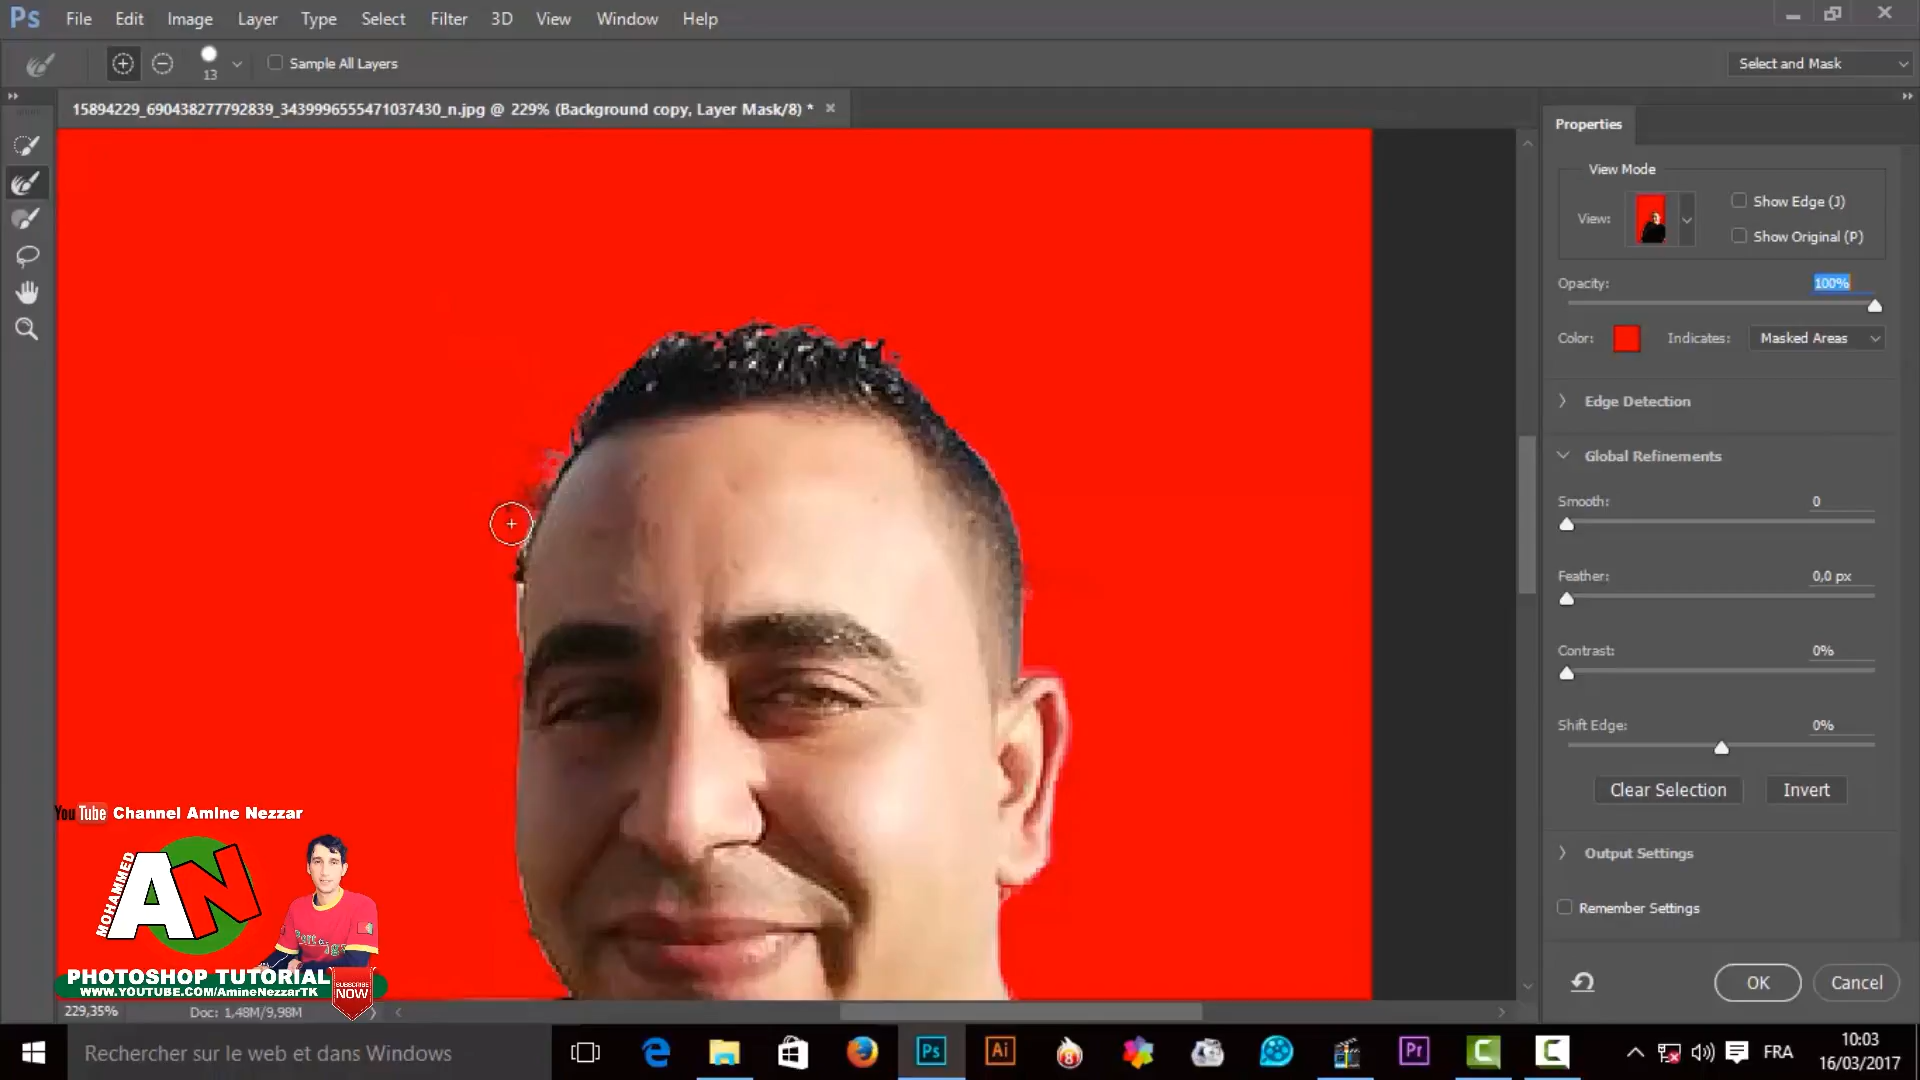 Ps File Edit Image Layer Type Select Filter 3D View Window Help
13 Sample All Layers Select and Mask
15894229_690438277792839_3439996555471037430_n.jpg @ 229% (Background copy, Layer Mask/8) *
Properties
View Mode
View:
Show Edge (J)
Show Original (P)
Opacity: 100%
Color: Indicates: Masked Areas
Edge Detection
Global Refinements
Smooth: 0
Feather: 0,0 px
Contrast: 0%
Shift Edge: 0%
Clear Selection Invert
Output Settings
Remember Settings
OK Cancel
You Tube Channel Amine Nezzar
MOHAMMED
AN
PHOTOSHOP TUTORIAL
WWW.YOUTUBE.COM/AmineNezzarTK
SUBSCRIBE
NOW
229,35% Doc: 1,48M/9,98M
Rechercher sur le web et dans Windows
Ps Ai 8 Pr C C
FRA
10:03
16/03/2017